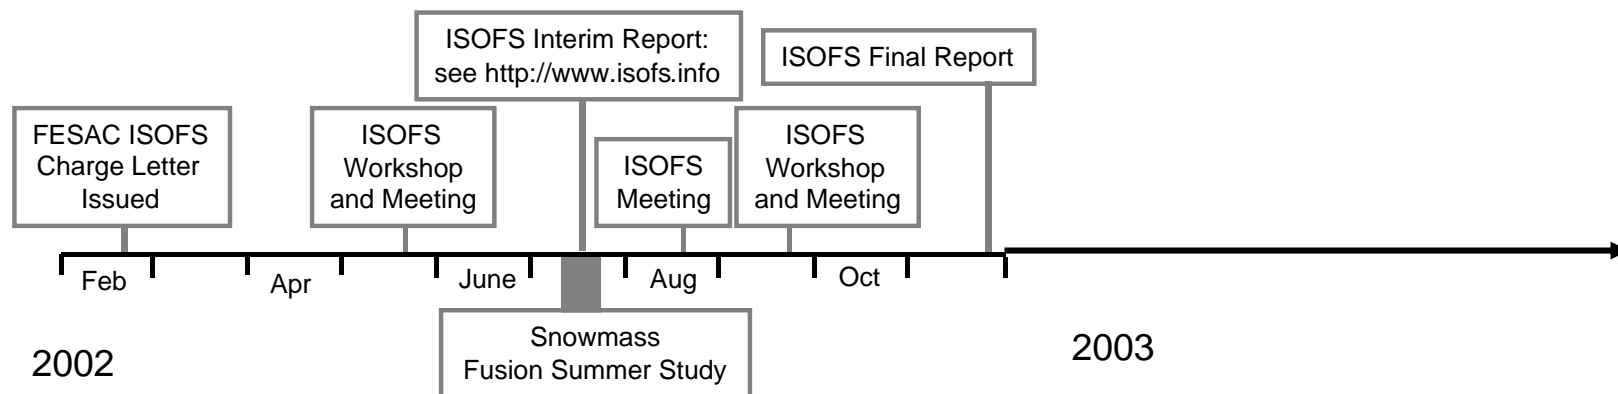 ISOFS Interim Report:
see http://www.isofs.info
ISOFS Final Report
FESAC ISOFS
Charge Letter
Issued
ISOFS
Workshop
and Meeting
ISOFS
Meeting
ISOFS
Workshop
and Meeting
Feb
Apr
June
Aug
Oct
Snowmass
Fusion Summer Study
2002
2003